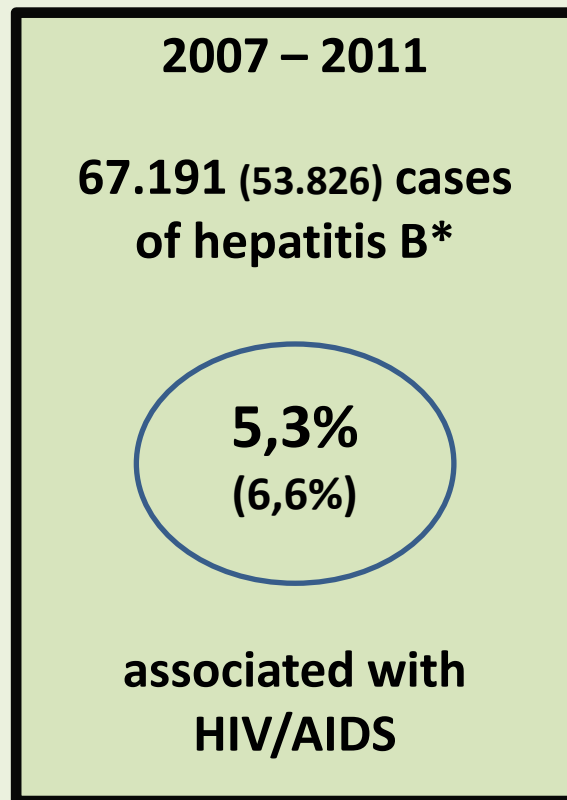 2007 – 2011
67.191 (53.826) cases
of hepatitis B*
5,3%
(6,6%)
associated with
HIV/AIDS